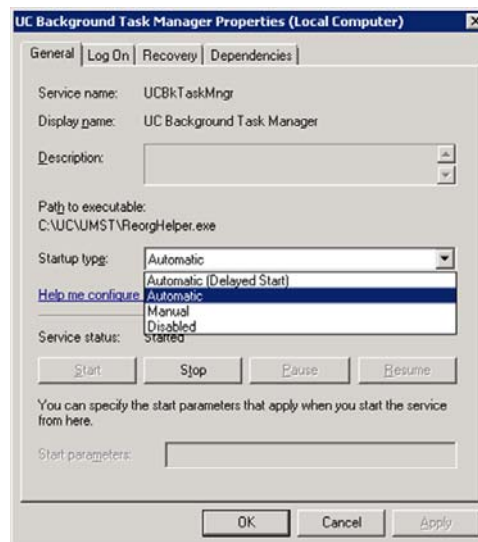 UC Background Task Manager Properties (Local Computer)
General Log On Recovery Dependencies
Service name: UCBkTaskMngr
Display name: UC Background Task Manager
Description:
Path to executable:
C:\UC\UMST\ReorgHelper.exe
Startup type: Automatic
Automatic (Delayed Start)
Help me configure Automatic
Manual
Disabled
Service status: Started
Start Stop Pause Resume
You can specify the start parameters that apply when you start the service
from here.
Start parameters:
OK Cancel Apply